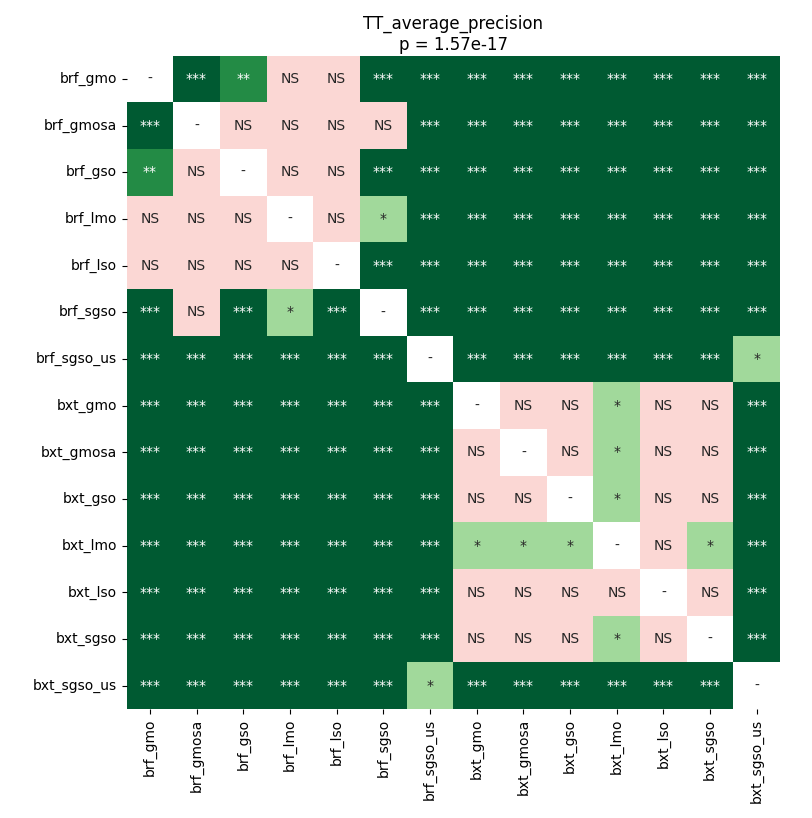 TT_average_precision
p = 1.57e-17
brf_gmo - *** ** NS NS *** *** *** *** *** *** *** *** ***
brf_gmosa *** - NS NS NS NS *** *** *** *** *** *** *** ***
brf_gso ** NS - NS NS *** *** *** *** *** *** *** *** ***
brf_lmo NS NS NS - NS * *** *** *** *** *** *** *** ***
brf_lso NS NS NS NS - *** *** *** *** *** *** *** *** ***
brf_sgso *** NS *** * *** - *** *** *** *** *** *** *** ***
brf_sgso_us *** *** *** *** *** *** - *** *** *** *** *** *** *
bxt_gmo *** *** *** *** *** *** *** - NS NS * NS NS ***
bxt_gmosa *** *** *** *** *** *** *** NS - NS * NS NS ***
bxt_gso *** *** *** *** *** *** *** NS NS - * NS NS ***
bxt_lmo *** *** *** *** *** *** *** * * * - NS * ***
bxt_lso *** *** *** *** *** *** *** NS NS NS NS - NS ***
bxt_sgso *** *** *** *** *** *** *** NS NS NS * NS - ***
bxt_sgso_us *** *** *** *** *** *** * *** *** *** *** *** *** -
brf_gmo
brf_gmosa
brf_gso
brf_lmo
brf_lso
brf_sgso
brf_sgso_us
bxt_gmo
bxt_gmosa
bxt_gso
bxt_lmo
bxt_lso
bxt_sgso
bxt_sgso_us